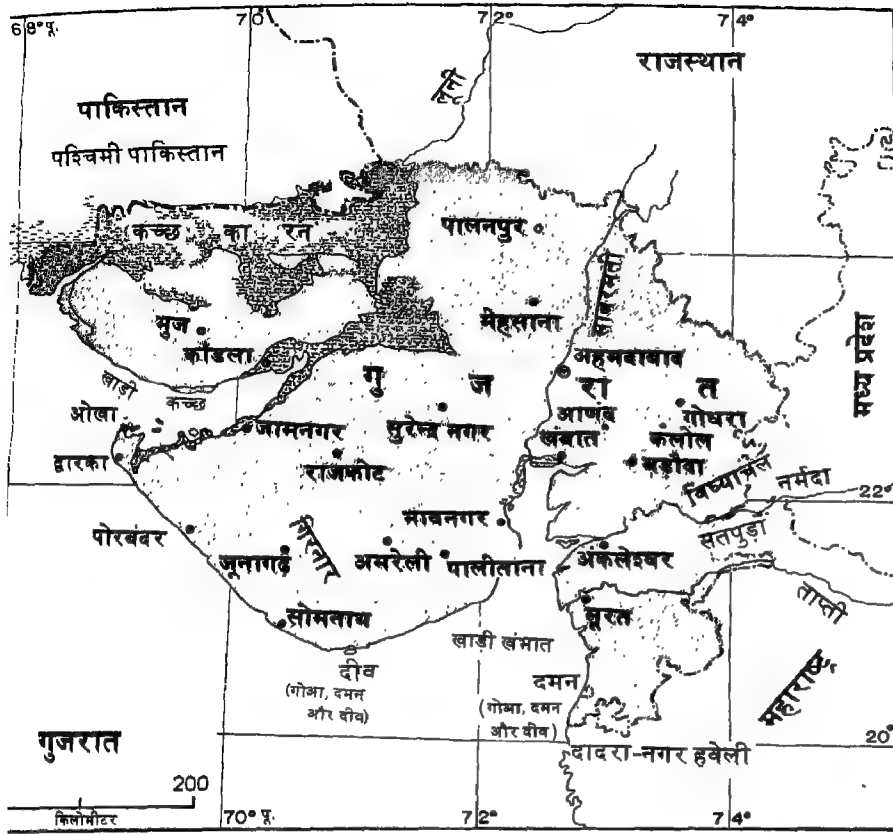 68° पू.
70°
72°
74°
राजस्थान
लूनी
पाकिस्तान
पश्चिमी पाकिस्तान
कच्छ का रन
पालनपुर
साबरमती
मेहसाना
भुज
काँडला
अहमदाबाद
मध्य प्रदेश
गु ज रा त
खाड़ी
कच्छ
ओखा
जामनगर
सुरेन्द्र नगर
आणंद
गोधरा
द्वारका
राजकोट
खंबात
कलोल
बड़ौदा
विंध्याचल
नर्मदा
22°
पोरबंदर
भावनगर
सतपुड़ा
गिरनार
जूनागढ़
अमरेली
पालीताना
अंकलेश्वर
ताप्ती
सोमनाथ
सूरत
खाड़ी खंभात
महाराष्ट्र
दीव
(गोआ, दमन
और दीव)
दमन
(गोआ, दमन
और दीव)
गुजरात
20°
दादरा-नगर हवेली
200
किलोमीटर
70° पू.
72°
74°